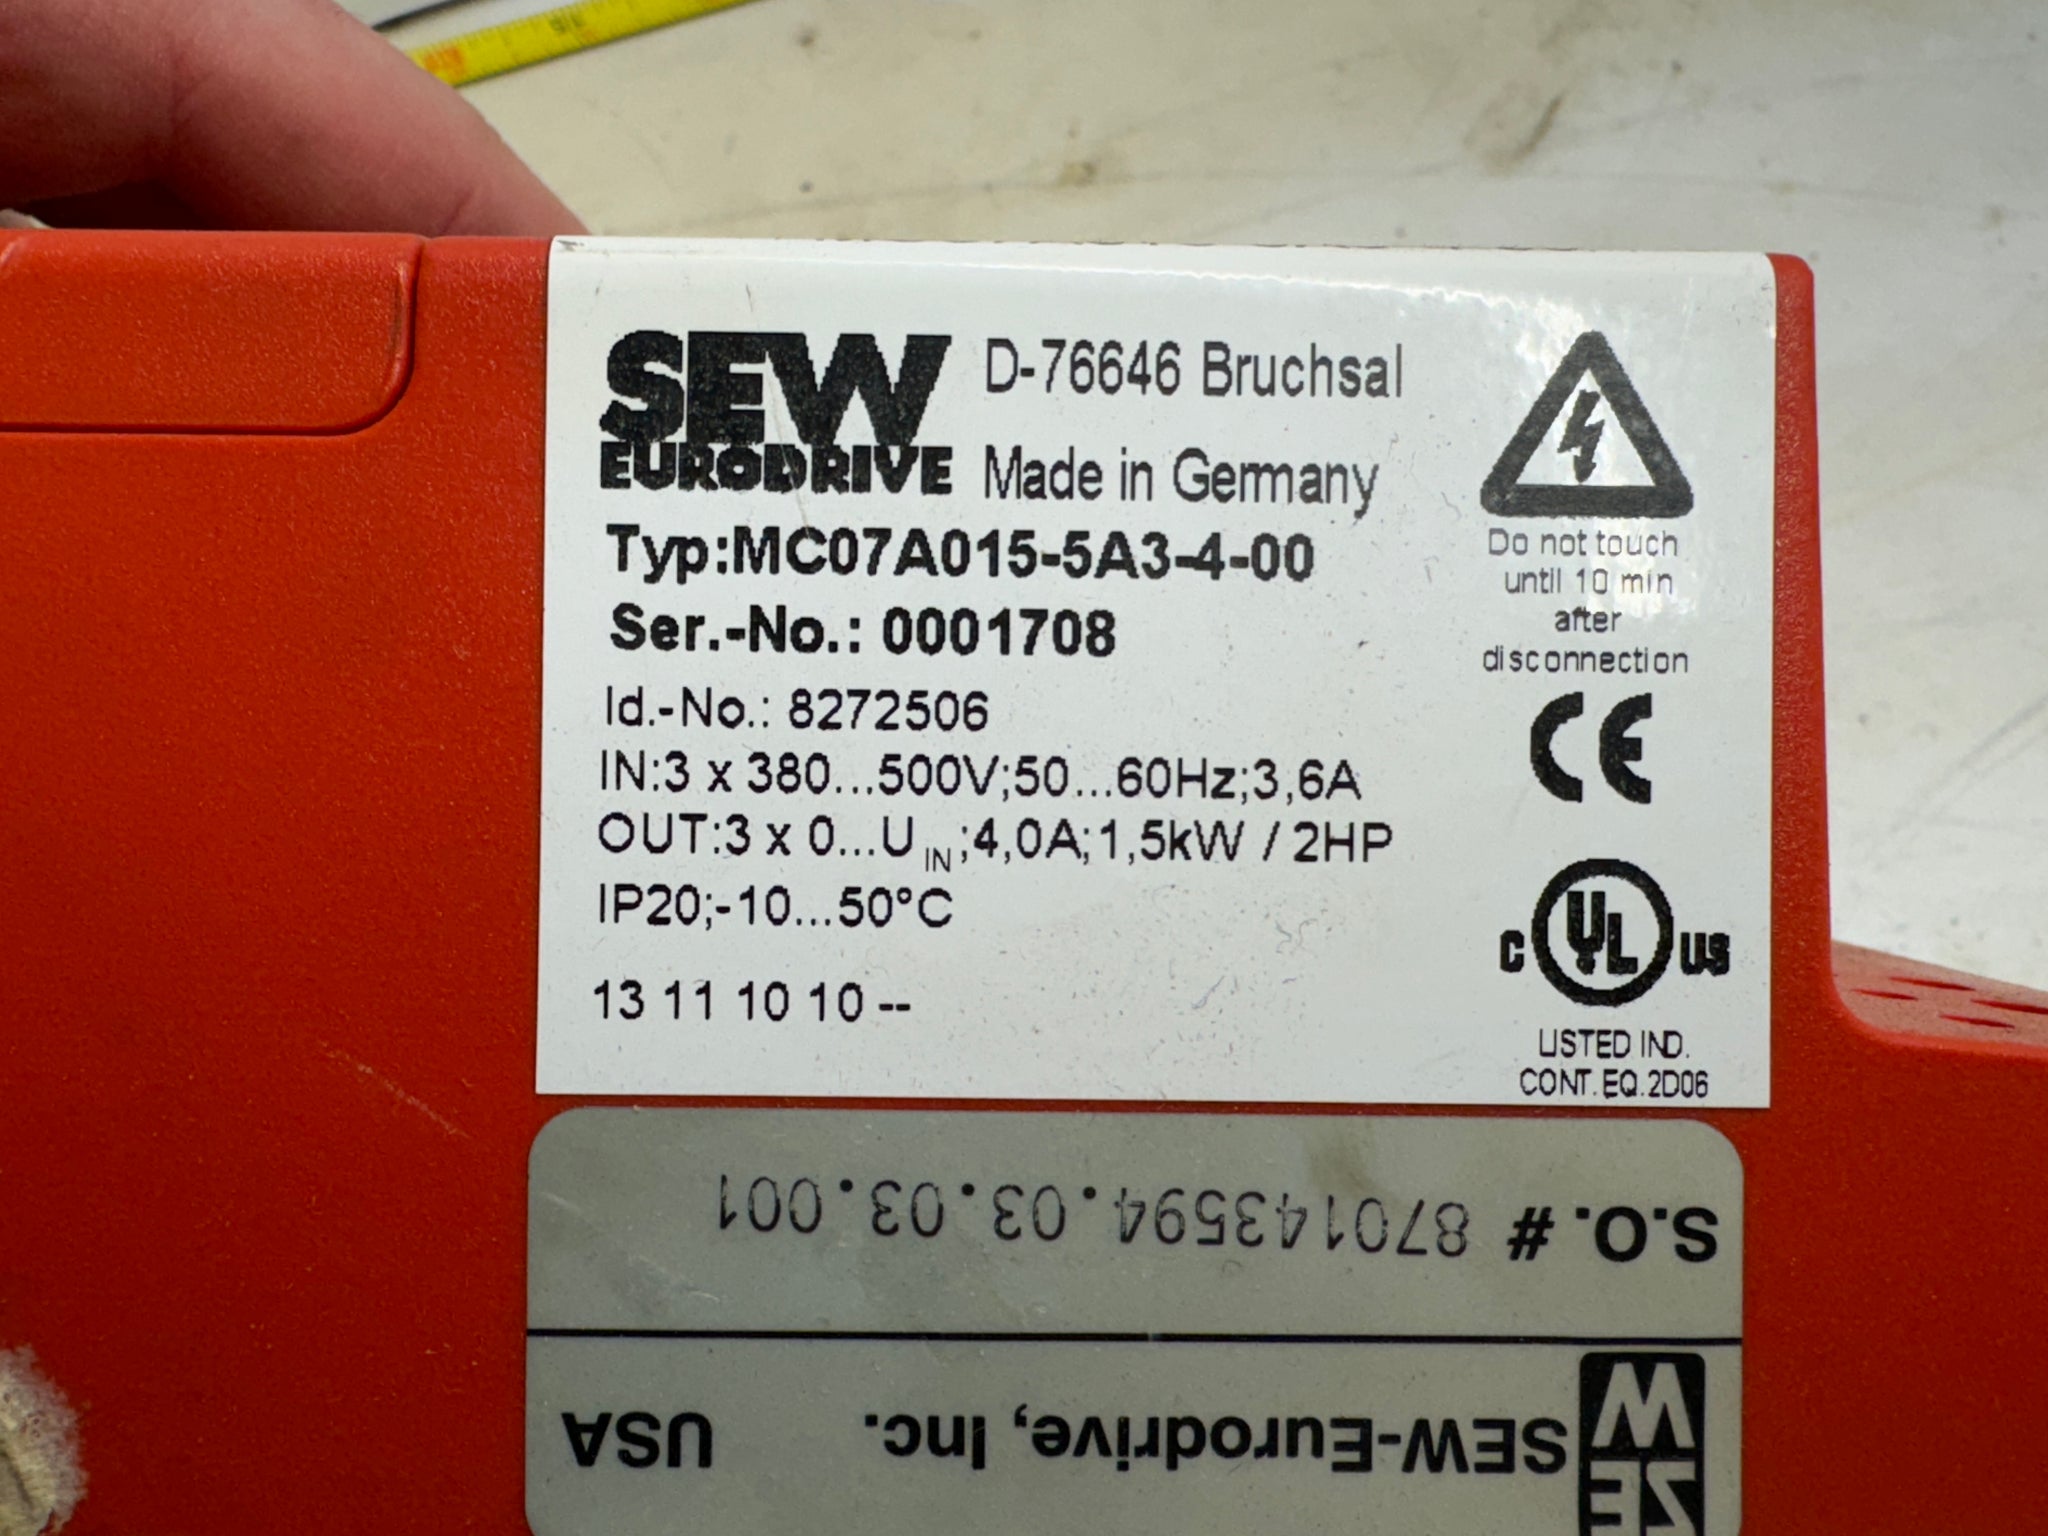 SEW
EURODRIVE
D-76646 Bruchsal
Made in Germany
Typ:MC07A015-5A3-4-00
Ser.-No.: 0001708
Id.-No.: 8272506
IN:3 x 380...500V;50...60Hz;3,6A
OUT:3 x 0...U IN;4,0A;1,5kW / 2HP
IP20;-10...50°C
13 11 10 10 --
Do not touch
until 10 min
after
disconnection
CE
C UL US
LISTED IND.
CONT. EQ. 2D06
S.O. # 870143594.03.03.001
SEW
SEW-Eurodrive, Inc. USA